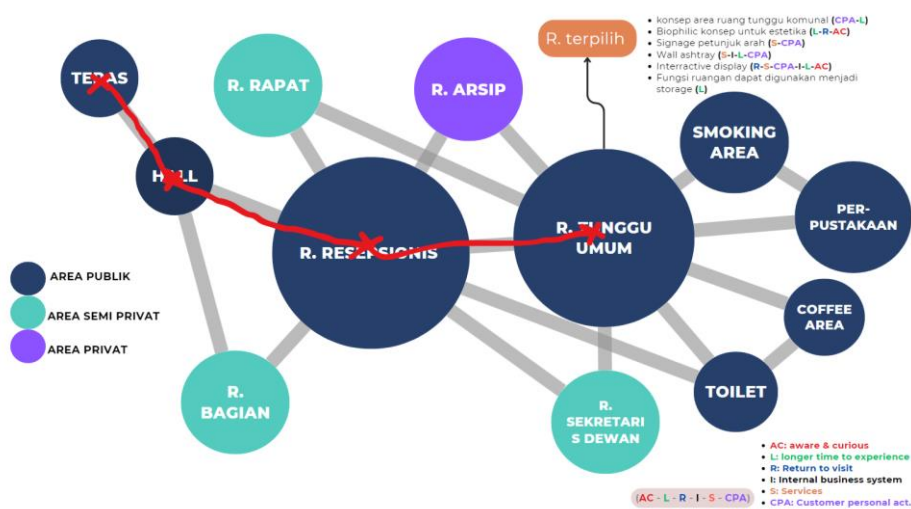 R. terpilih
• konsep area ruang tunggu komunal (CPA-L)
• Biophilic konsep untuk estetika (L-R-AC)
• Signage petunjuk arah (S-CPA)
• Wall ashtray (S-I-L-CPA)
• Interractive display (R-S-CPA-I-L-AC)
• Fungsi ruangan dapat digunakan menjadi
storage (L)
TERAS
R. RAPAT
R. ARSIP
SMOKING
AREA
HALL
PER-
PUSTAKAAN
R. RESEPSIONIS
R. TUNGGU
UMUM
COFFEE
AREA
AREA PUBLIK
AREA SEMI PRIVAT
AREA PRIVAT
R.
BAGIAN
R.
SEKRETARI
S DEWAN
TOILET
• AC: aware & curious
• L: longer time to experience
• R: Return to visit
• I: Internal business system
• S: Services
• CPA: Customer personal act.
(AC - L - R - I - S - CPA)